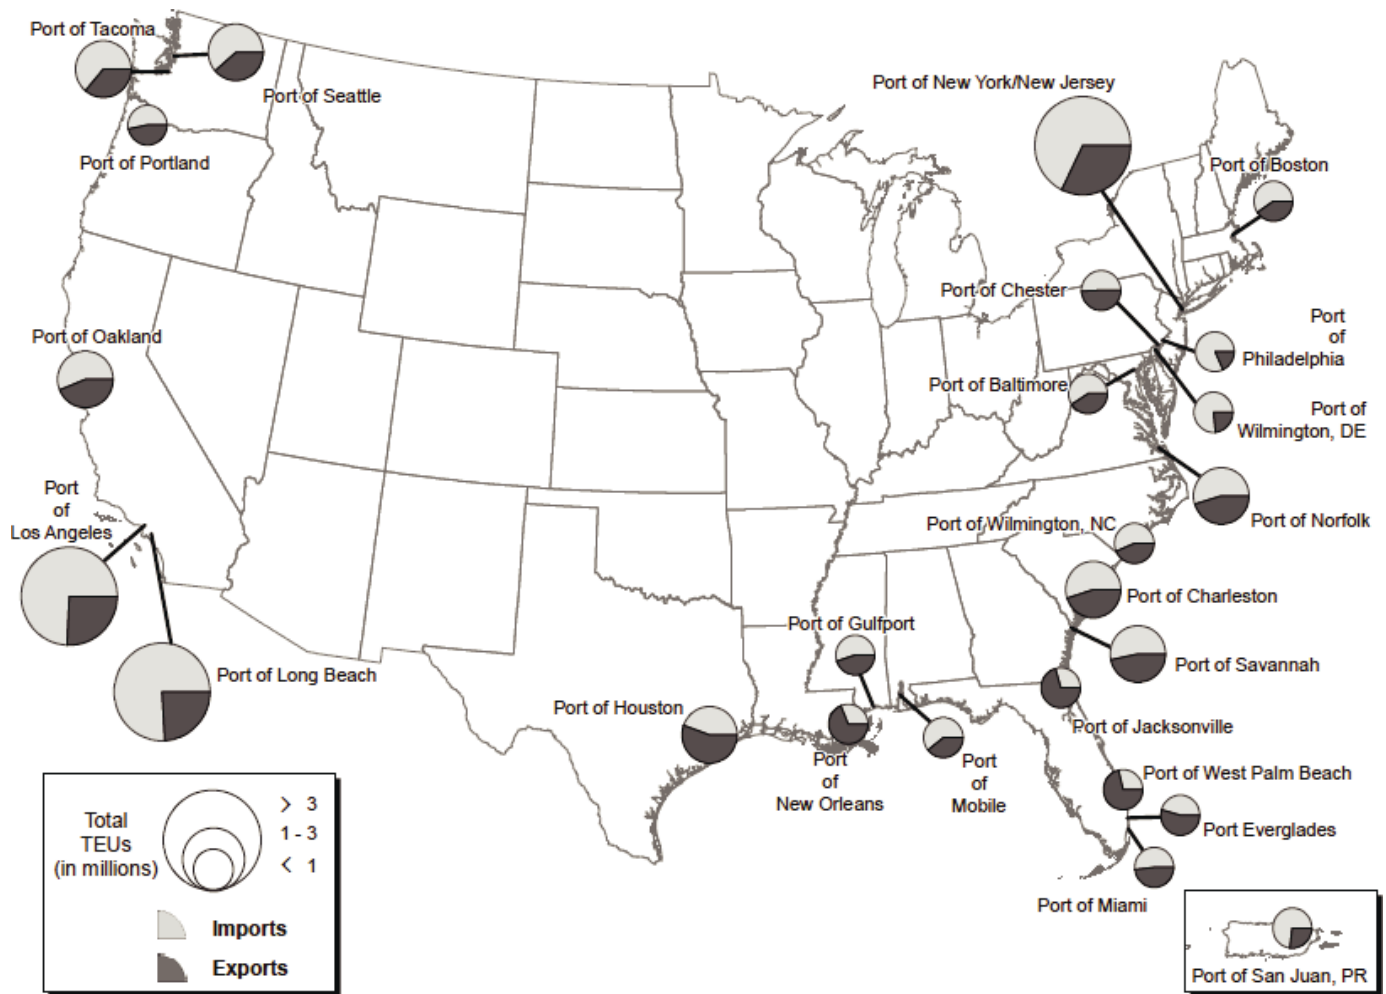 Port of Tacoma
Port of Seattle
Port of Portland
Port of New York/New Jersey
Port of Boston
Port of Chester
Port
of
Philadelphia
Port of Oakland
Port of Baltimore
Port of
Wilmington, DE
Port
of
Los Angeles
Port of Norfolk
Port of Wilmington, NC
Port of Charleston
Port of Gulfport
Port of Savannah
Port of Long Beach
Port of Houston
Port of Jacksonville
Port
of
New Orleans
Port
of
Mobile
Port of West Palm Beach
Port Everglades
Port of Miami
Total
TEUs
(in millions)
> 3
1 - 3
< 1
Imports
Exports
Port of San Juan, PR